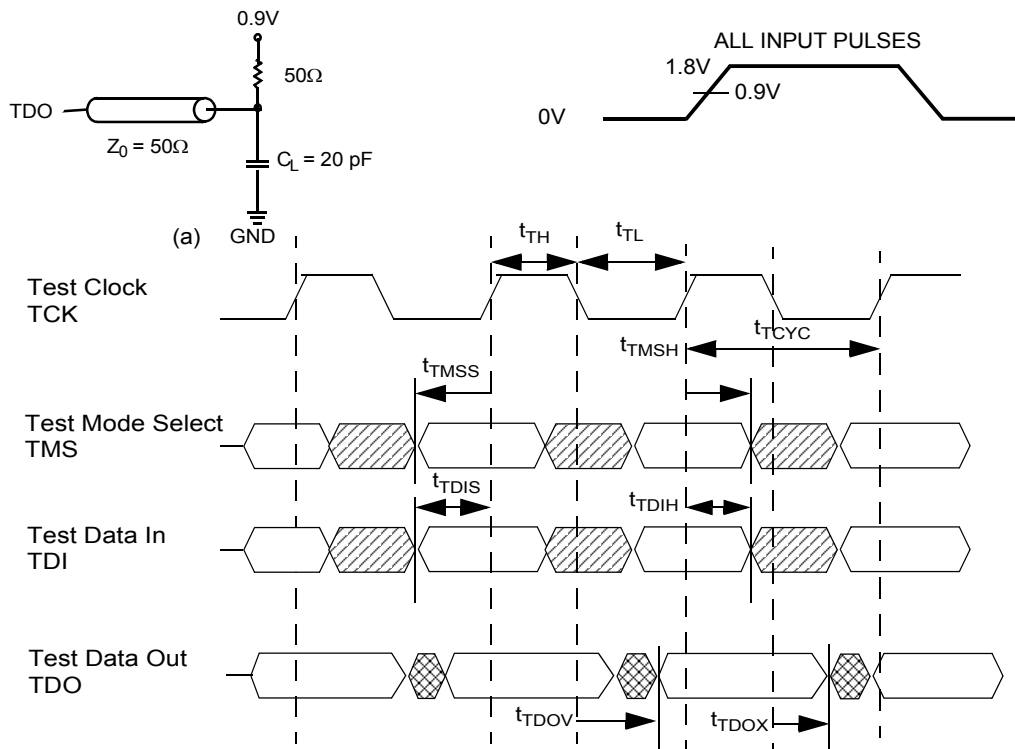 0.9V
50Ω
TDO
Z0 = 50Ω
CL = 20 pF
(a) GND
ALL INPUT PULSES
1.8V
0.9V
0V
tTH
tTL
Test Clock
TCK
tTMSH
tTCYC
tTMSS
Test Mode Select
TMS
tTDIS
tTDIH
Test Data In
TDI
Test Data Out
TDO
tTDOV
tTDOX